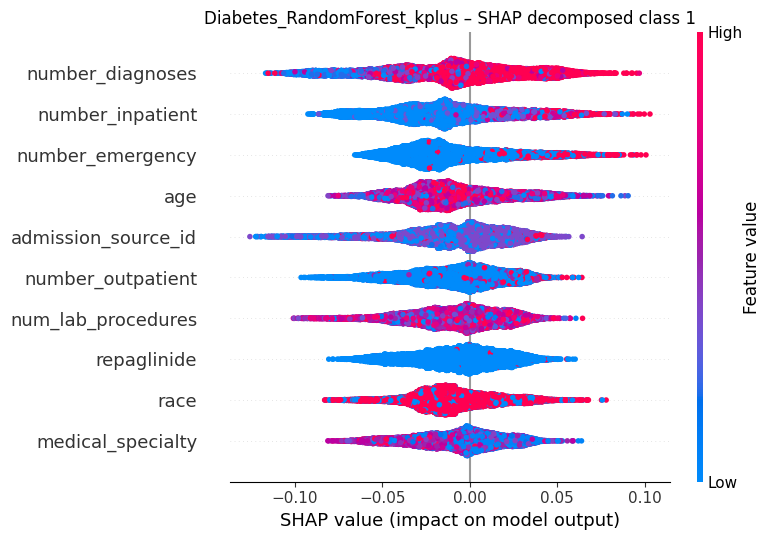 Diabetes_RandomForest_kplus – SHAP decomposed class 1
High
number_diagnoses
number_inpatient
number_emergency
age
admission_source_id
number_outpatient
num_lab_procedures
repaglinide
race
medical_specialty
Feature value
Low
−0.10 −0.05 0.00 0.05 0.10
SHAP value (impact on model output)